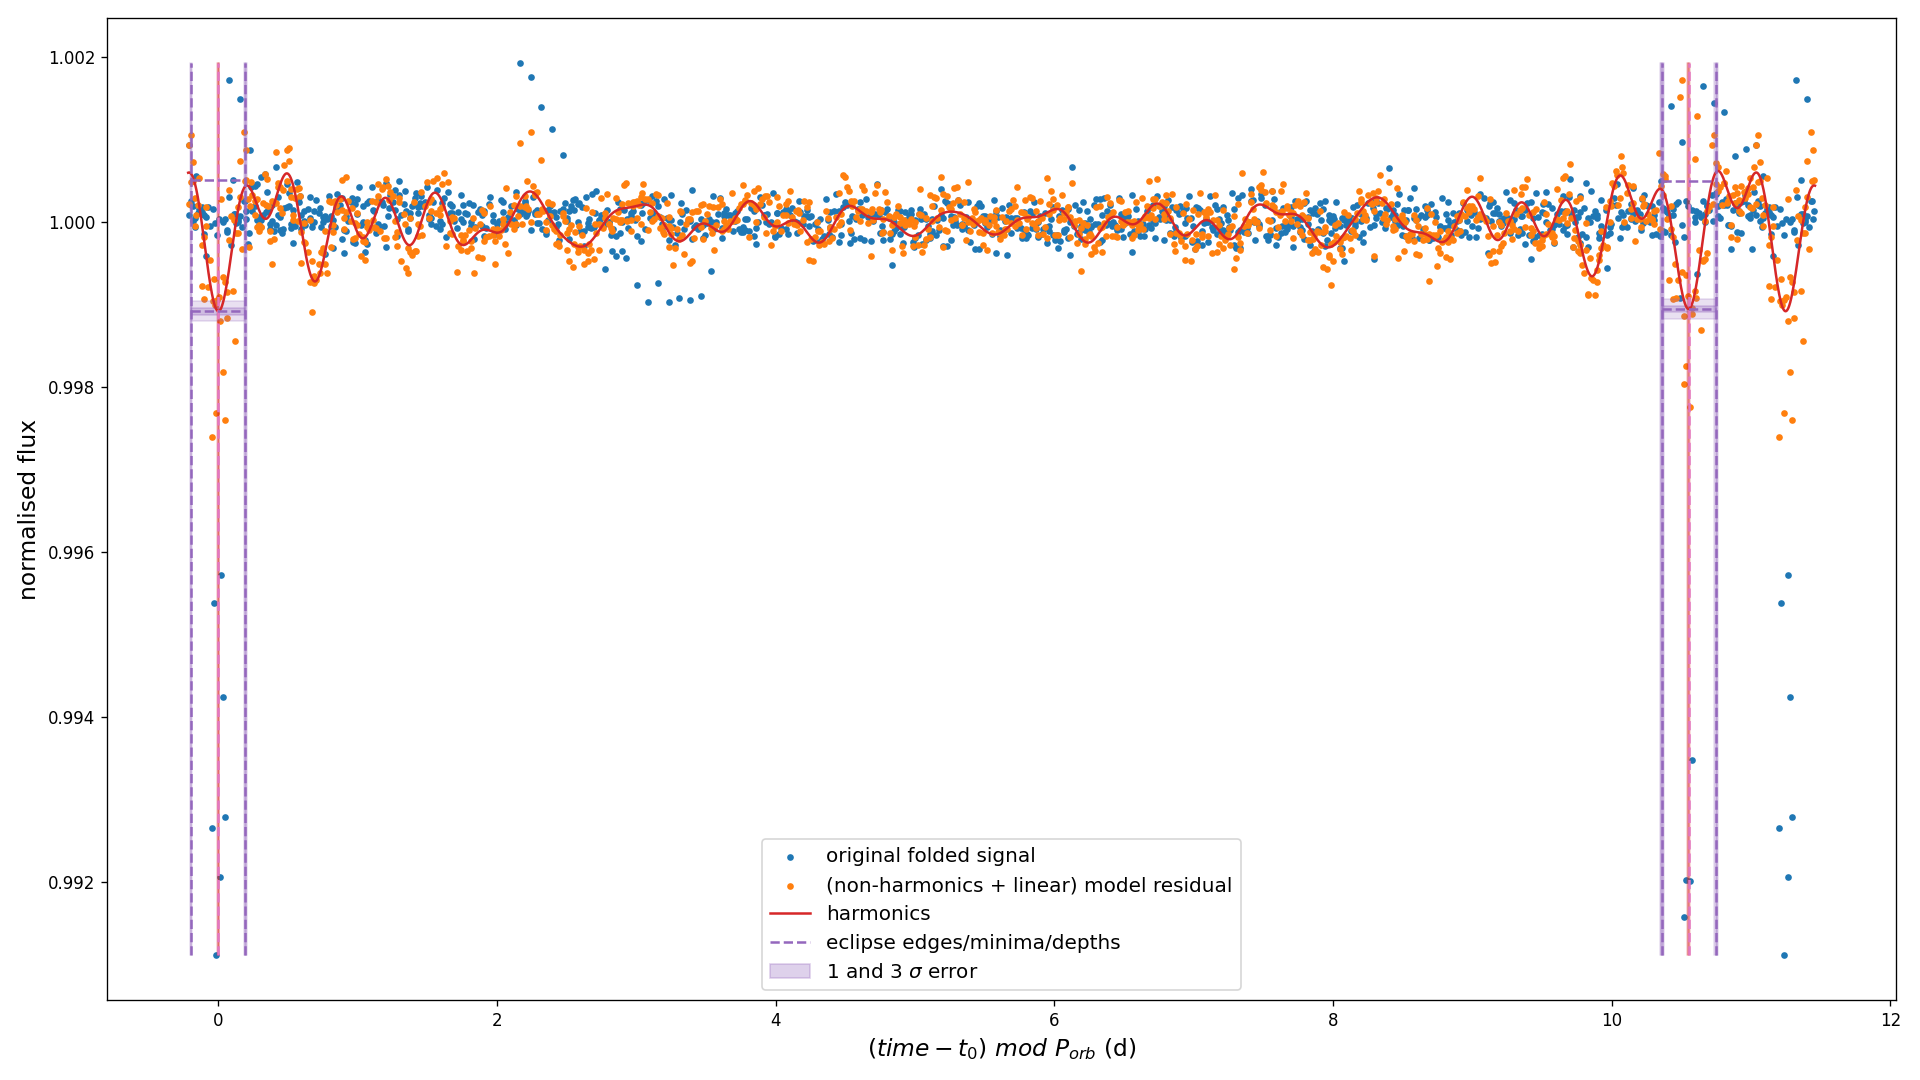 normalised flux
1.002
1.000
0.998
0.996
0.994
0.992
original folded signal
(non-harmonics + linear) model residual
harmonics
eclipse edges/minima/depths
1 and 3 σ error
0 2 4 6 8 10 12
(time − t₀) mod P_orb (d)